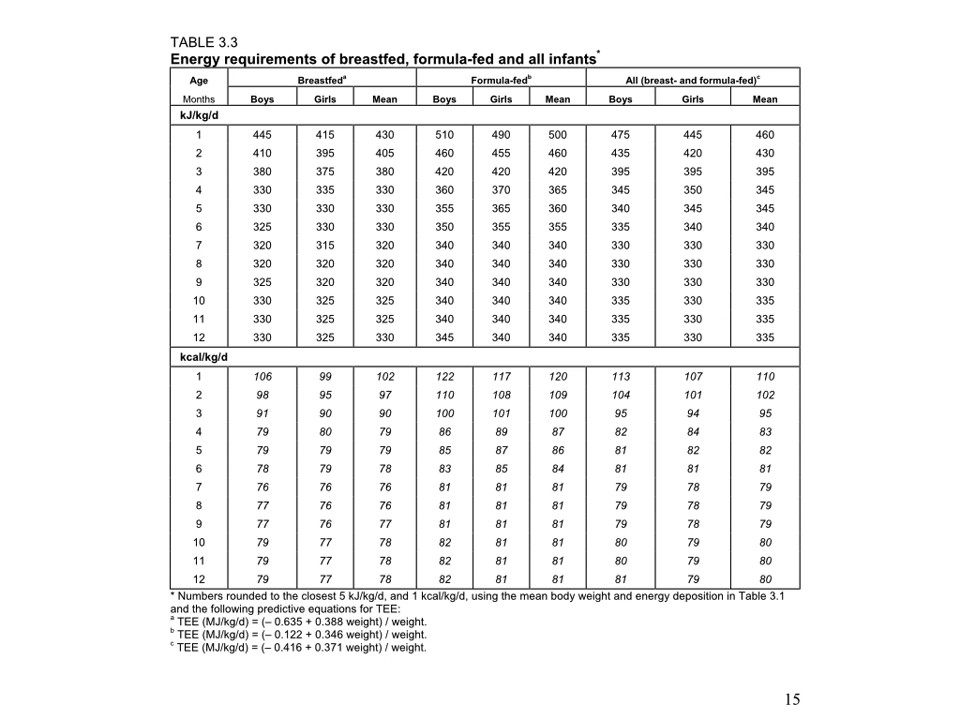 TABLE 3.3
Energy requirements of breastfed, formula-fed and all infants*
Age Breastfedª Formula-fedᵇ All (breast- and formula-fed)ᶜ
Months Boys Girls Mean Boys Girls Mean Boys Girls Mean
kJ/kg/d
1 445 415 430 510 490 500 475 445 460
2 410 395 405 460 455 460 435 420 430
3 380 375 380 420 420 420 395 395 395
4 330 335 330 360 370 365 345 350 345
5 330 330 330 355 365 360 340 345 345
6 325 330 330 350 355 355 335 340 340
7 320 315 320 340 340 340 330 330 330
8 320 320 320 340 340 340 330 330 330
9 325 320 320 340 340 340 330 330 330
10 330 325 325 340 340 340 335 330 335
11 330 325 325 340 340 340 335 330 335
12 330 325 330 345 340 340 335 330 335
kcal/kg/d
1 106 99 102 122 117 120 113 107 110
2 98 95 97 110 108 109 104 101 102
3 91 90 90 100 101 100 95 94 95
4 79 80 79 86 89 87 82 84 83
5 79 79 79 85 87 86 81 82 82
6 78 79 78 83 85 84 81 81 81
7 76 76 76 81 81 81 79 78 79
8 77 76 76 81 81 81 79 78 79
9 77 76 77 81 81 81 79 78 79
10 79 77 78 82 81 81 80 79 80
11 79 77 78 82 81 81 80 79 80
12 79 77 78 82 81 81 81 79 80
* Numbers rounded to the closest 5 kJ/kg/d, and 1 kcal/kg/d, using the mean body weight and energy deposition in Table 3.1
and the following predictive equations for TEE:
ª TEE (MJ/kg/d) = (– 0.635 + 0.388 weight) / weight.
ᵇ TEE (MJ/kg/d) = (– 0.122 + 0.346 weight) / weight.
ᶜ TEE (MJ/kg/d) = (– 0.416 + 0.371 weight) / weight.
15